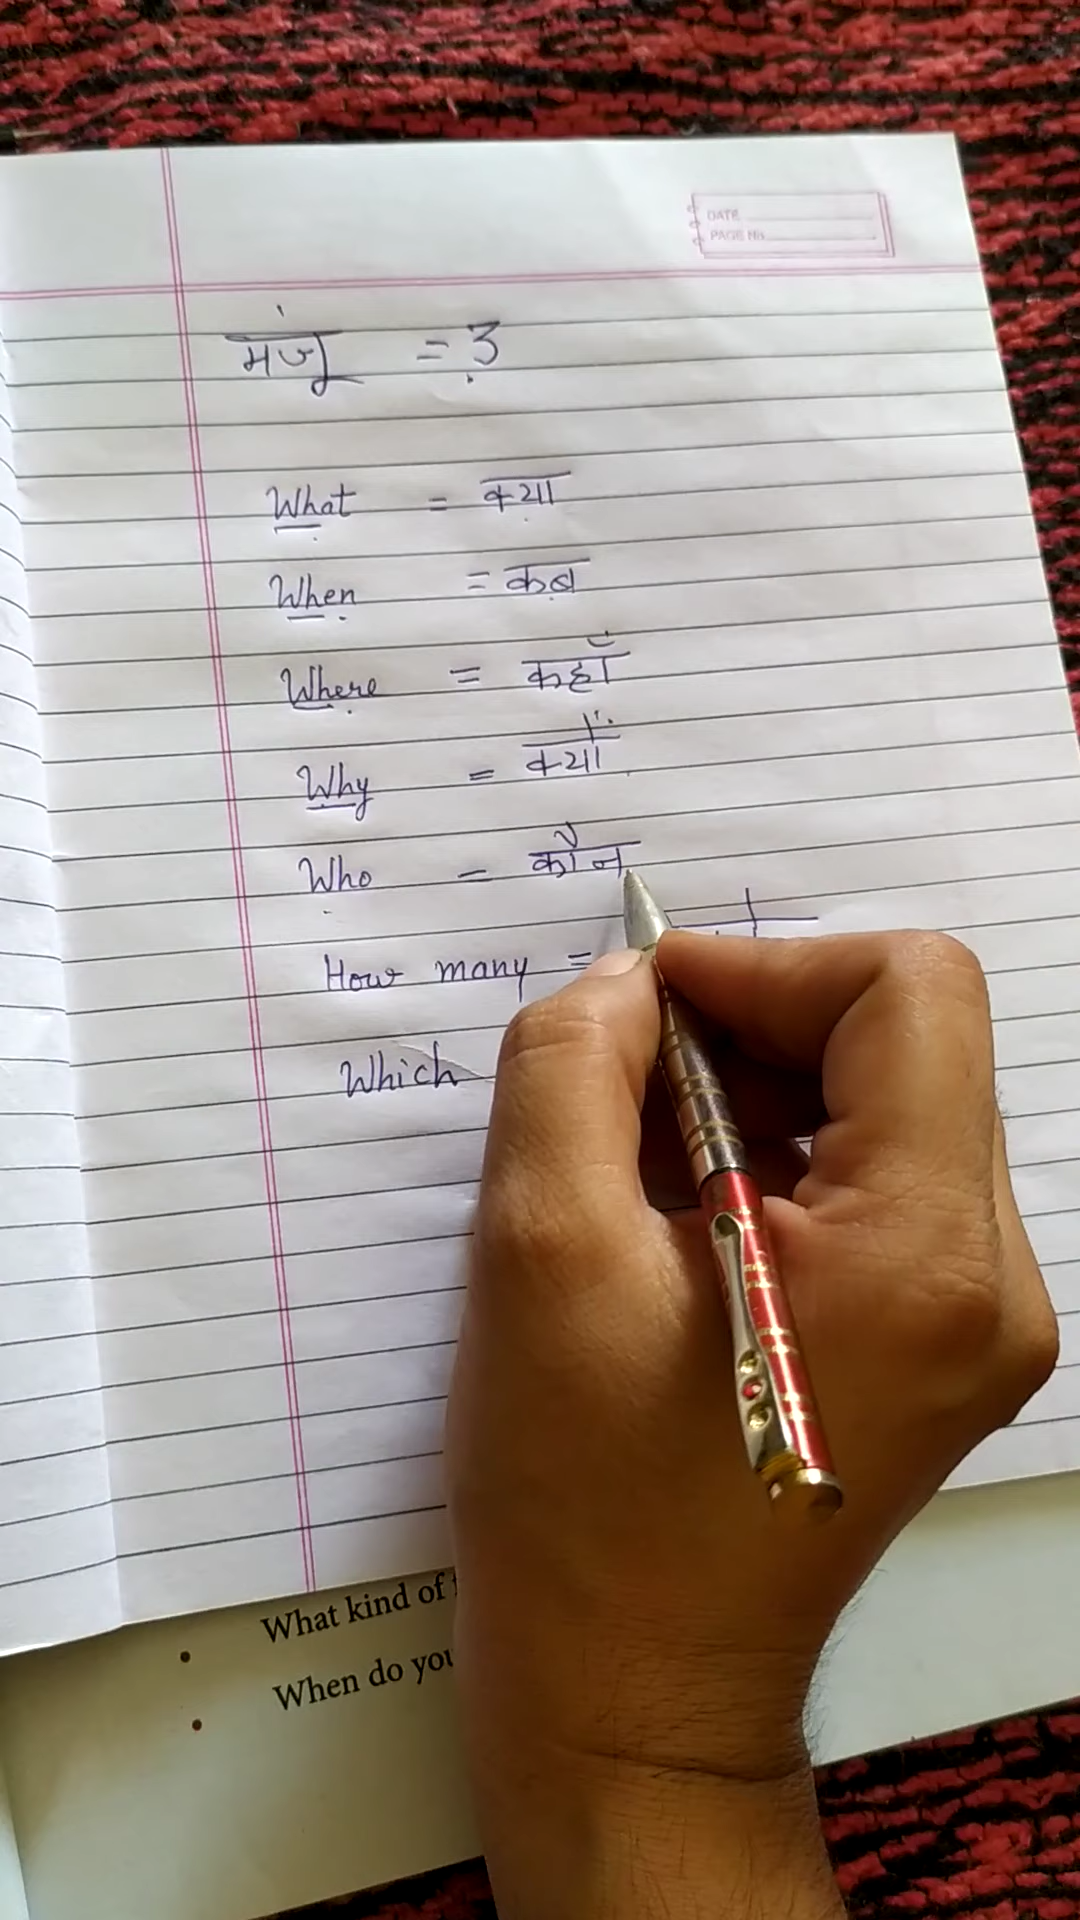 DATE
PAGE No.
मंजू = 3
What = क्या
When = कब
Where = कहाँ
Why = क्यों
Who = कौन
How many =
Which
What kind of
When do you